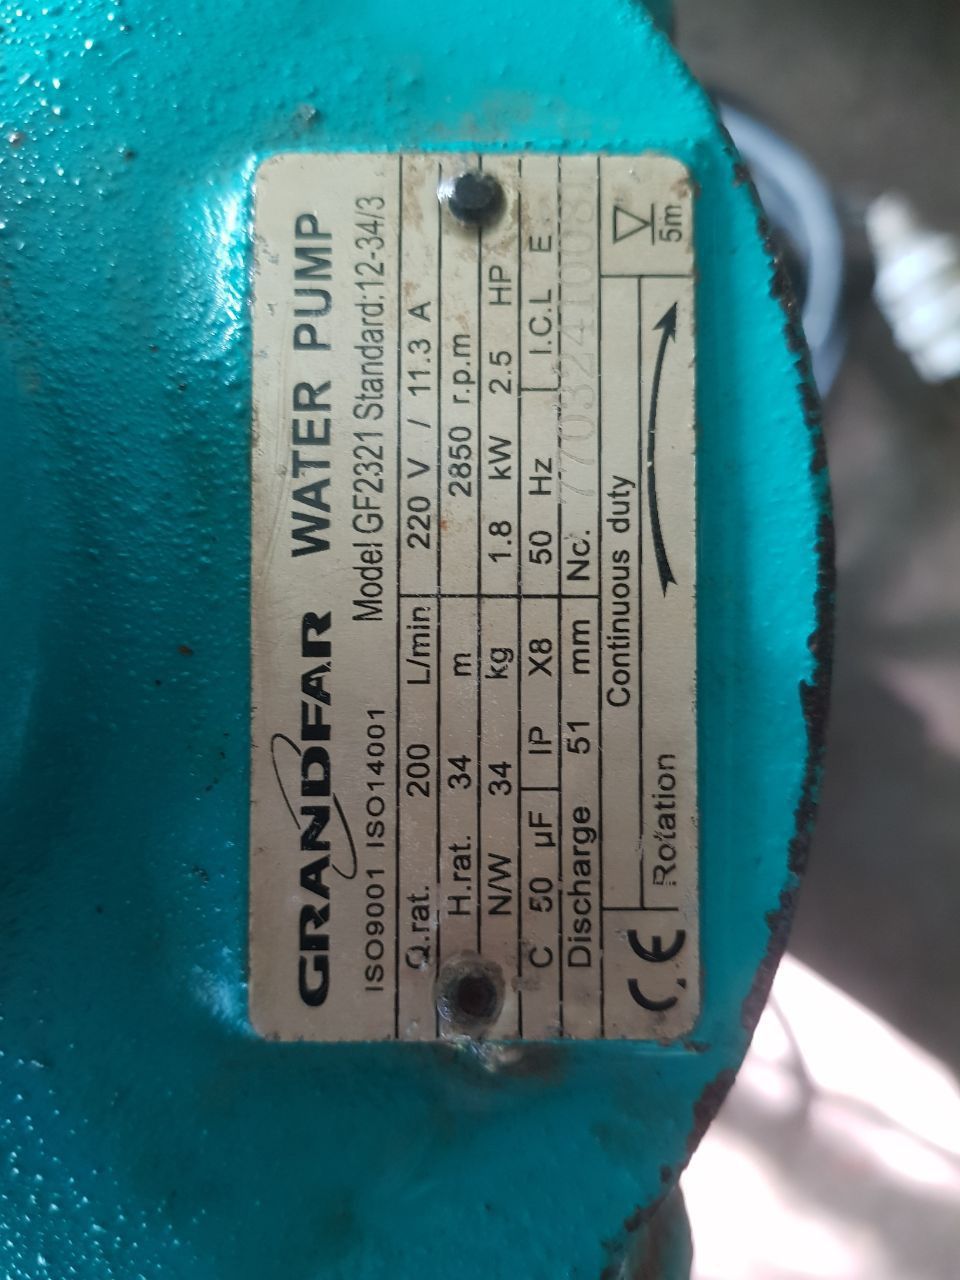 GRANDFAR WATER PUMP
ISO9001 ISO14001 Model GF2321 Standard:12-34/3
Q.rat. 200 L/min 220 V / 11.3 A
H.rat. 34 m 2850 r.p.m
N/W 34 kg 1.8 kW 2.5 HP
C 50 µF IP X8 50 Hz I.C.L E
Discharge 51 mm No.
CE Continuous duty
Rotation
5m